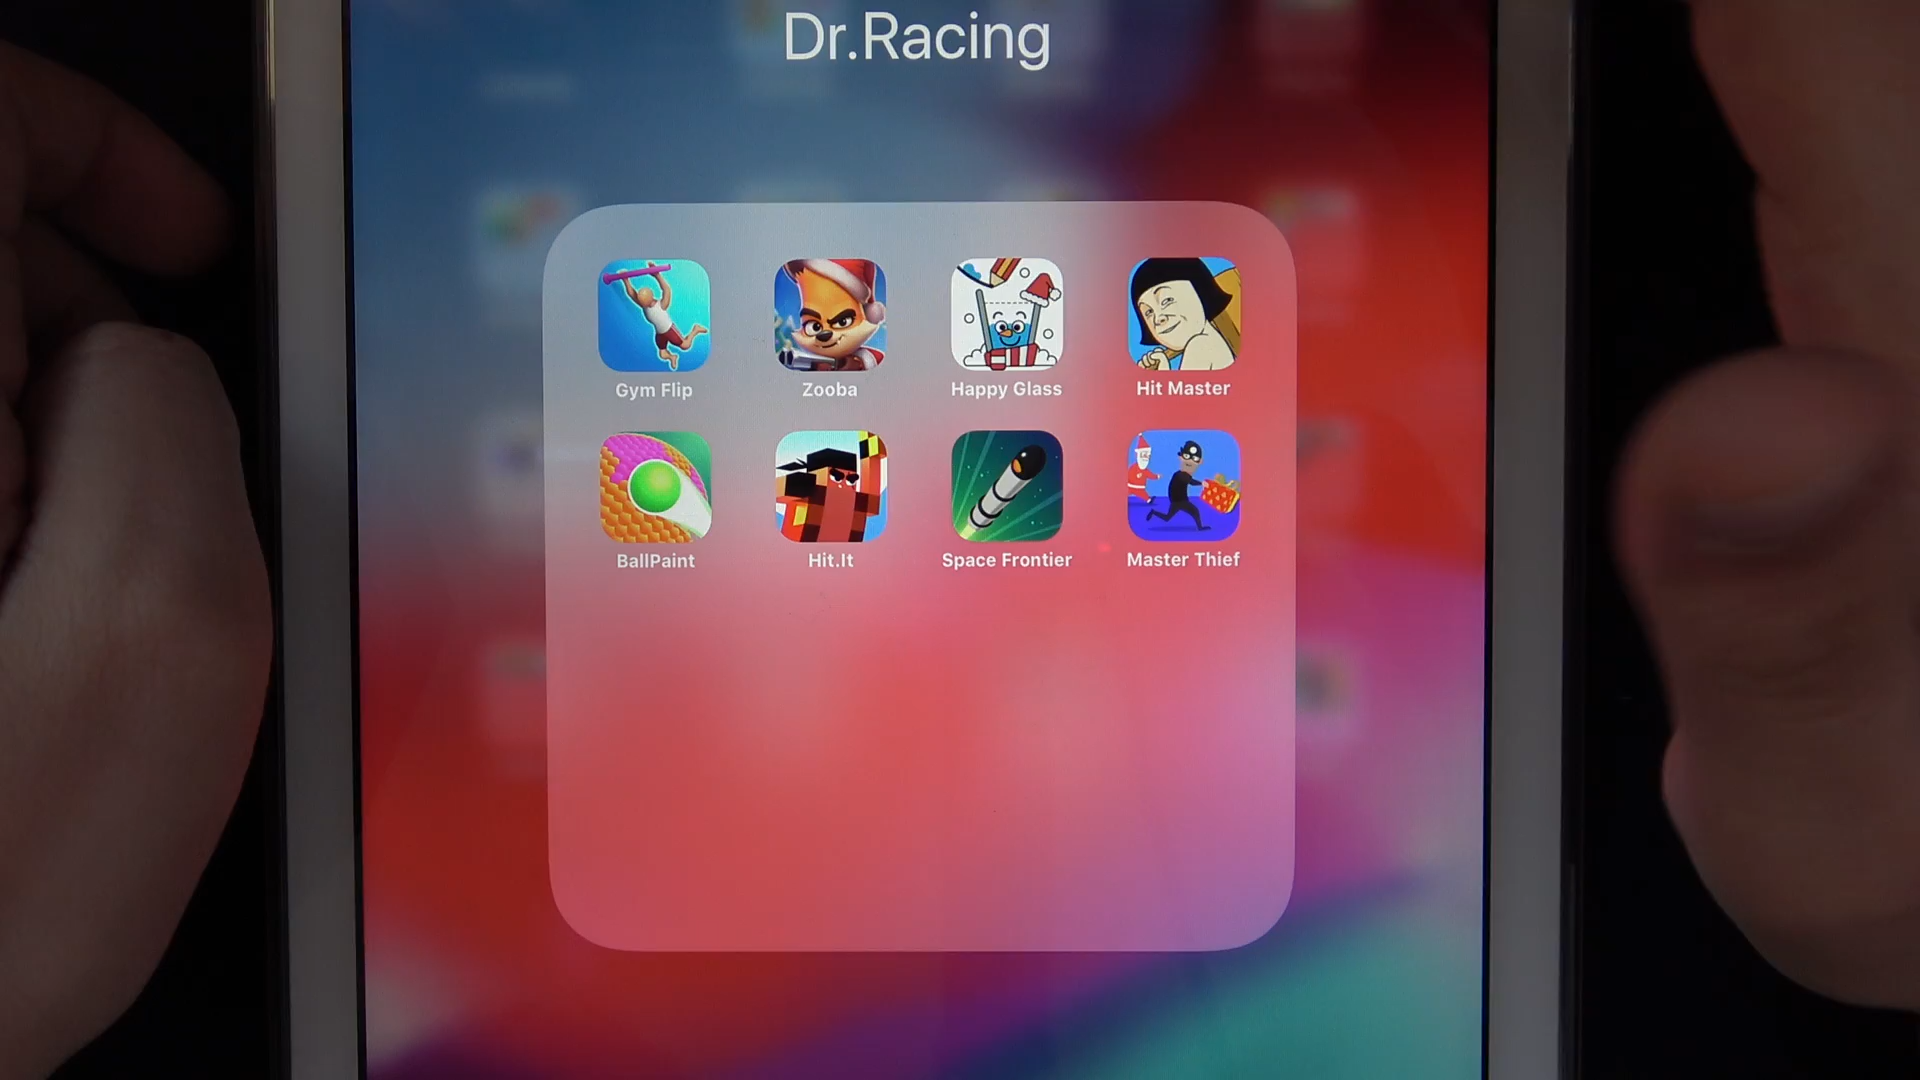 Dr.Racing
Gym Flip
Zooba
Happy Glass
Hit Master
BallPaint
Hit.It
Space Frontier
Master Thief